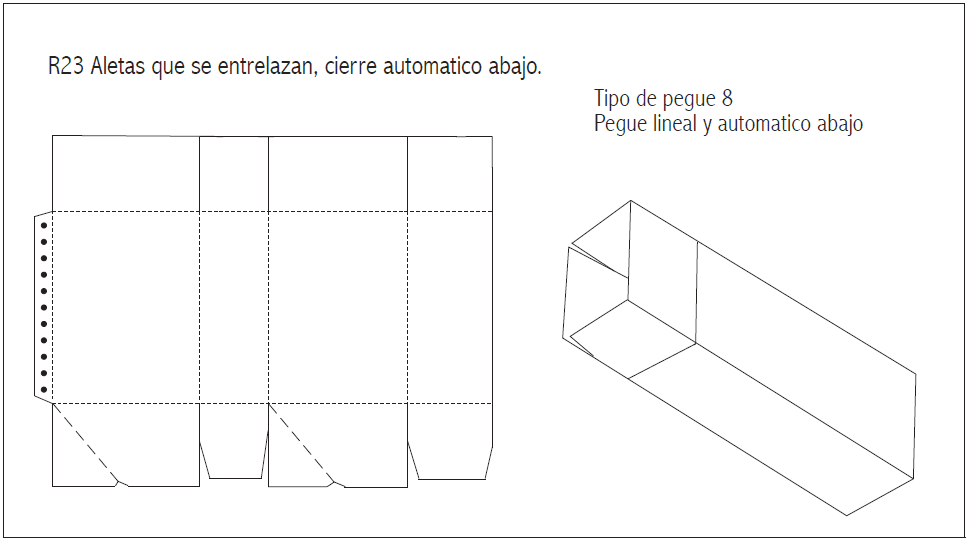 R23 Aletas que se entrelazan, cierre automatico abajo.
Tipo de pegue 8
Pegue lineal y automatico abajo